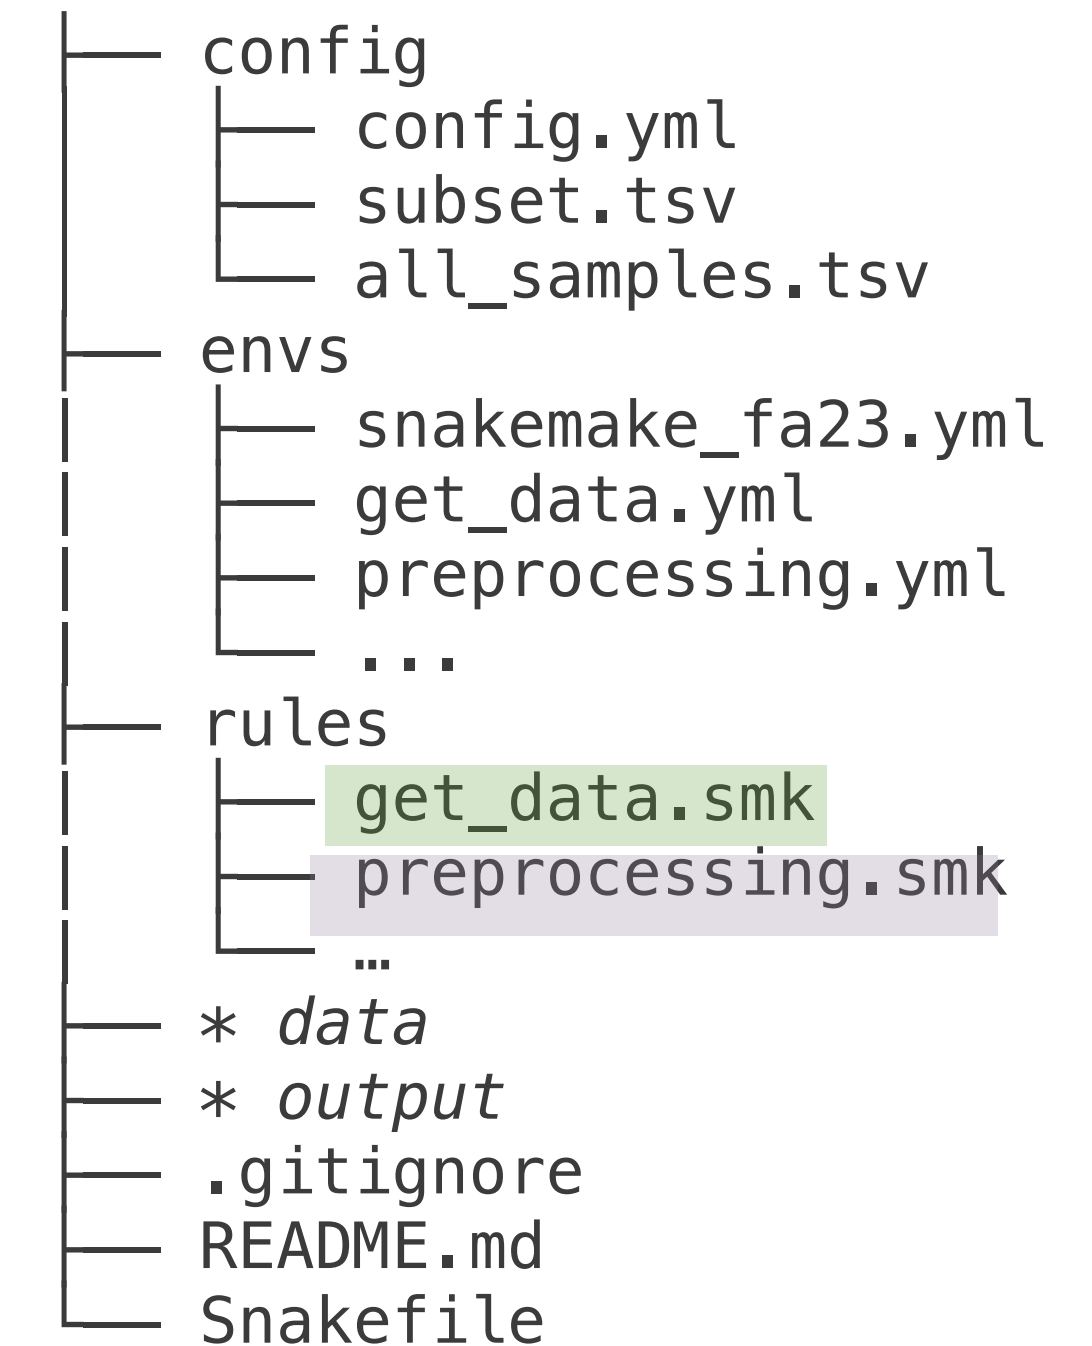 config
config.yml
subset.tsv
all_samples.tsv
envs
snakemake_fa23.yml
get_data.yml
preprocessing.yml
...
rules
get_data.smk
preprocessing.smk
…
* data
* output
.gitignore
README.md
Snakefile